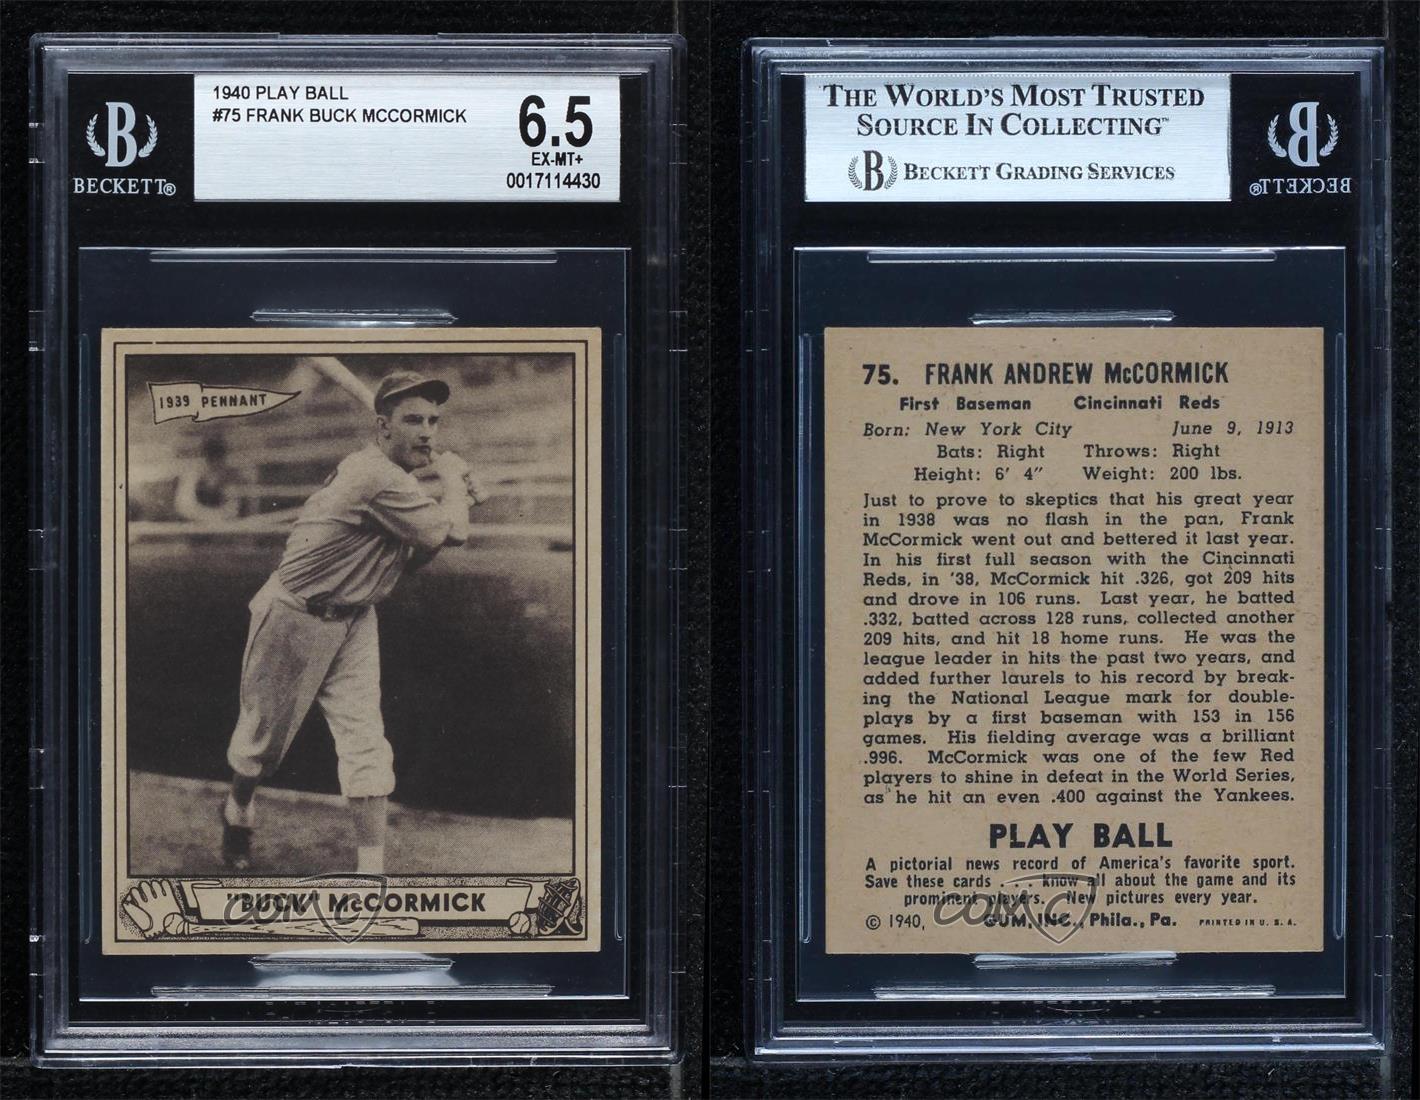 1940 PLAY BALL
#75 FRANK BUCK MCCORMICK
6.5
EX-MT+
0017114430
B
BECKETT®
1939 PENNANT
"BUCK" McCORMICK
COMC
THE WORLD'S MOST TRUSTED
SOURCE IN COLLECTING™
B BECKETT GRADING SERVICES
B
BECKETT®
75. FRANK ANDREW McCORMICK
First Baseman Cincinnati Reds
Born: New York City June 9, 1913
Bats: Right Throws: Right
Height: 6' 4" Weight: 200 lbs.
Just to prove to skeptics that his great year
in 1938 was no flash in the pan, Frank
McCormick went out and bettered it last year.
In his first full season with the Cincinnati
Reds, in '38, McCormick hit .326, got 209 hits
and drove in 106 runs. Last year, he batted
.332, batted across 128 runs, collected another
209 hits, and hit 18 home runs. He was the
league leader in hits the past two years, and
added further laurels to his record by break-
ing the National League mark for double-
plays by a first baseman with 153 in 156
games. His fielding average was a brilliant
.996. McCormick was one of the few Red
players to shine in defeat in the World Series,
as he hit an even .400 against the Yankees.
PLAY BALL
A pictorial news record of America's favorite sport.
Save these cards . . . know all about the game and its
prominent players. New pictures every year.
© 1940, GUM, INC., Phila., Pa. PRINTED IN U. S. A.
COMC